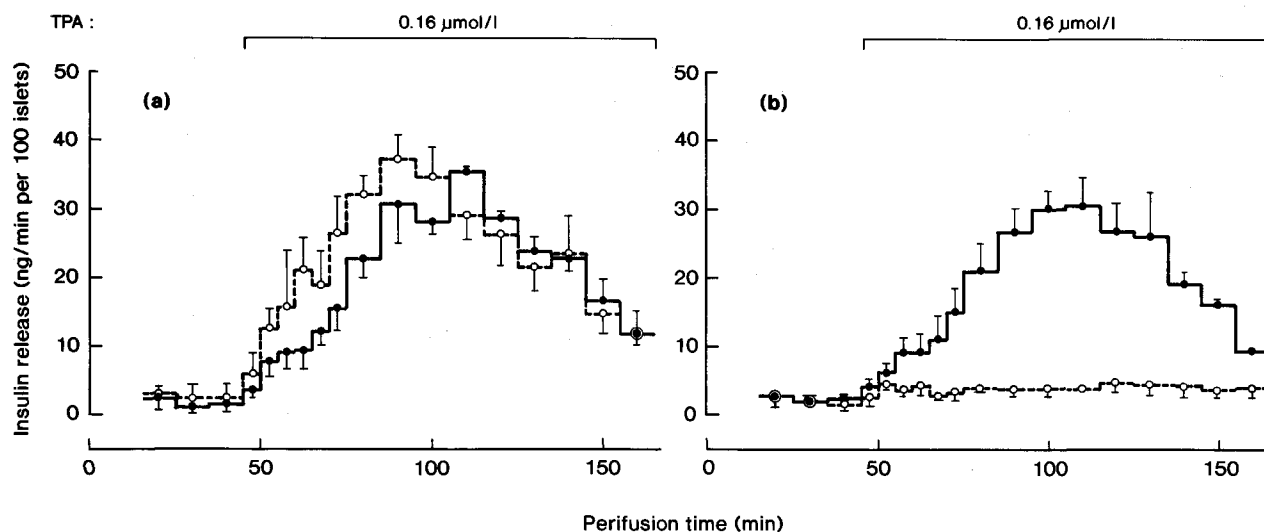 TPA :
0.16 µmol/l
0.16 µmol/l
Insulin release (ng/min per 100 islets)
50
40
30
20
10
0
(a)
50
40
30
20
10
0
(b)
0
50
100
150
0
50
100
150
Perifusion time (min)